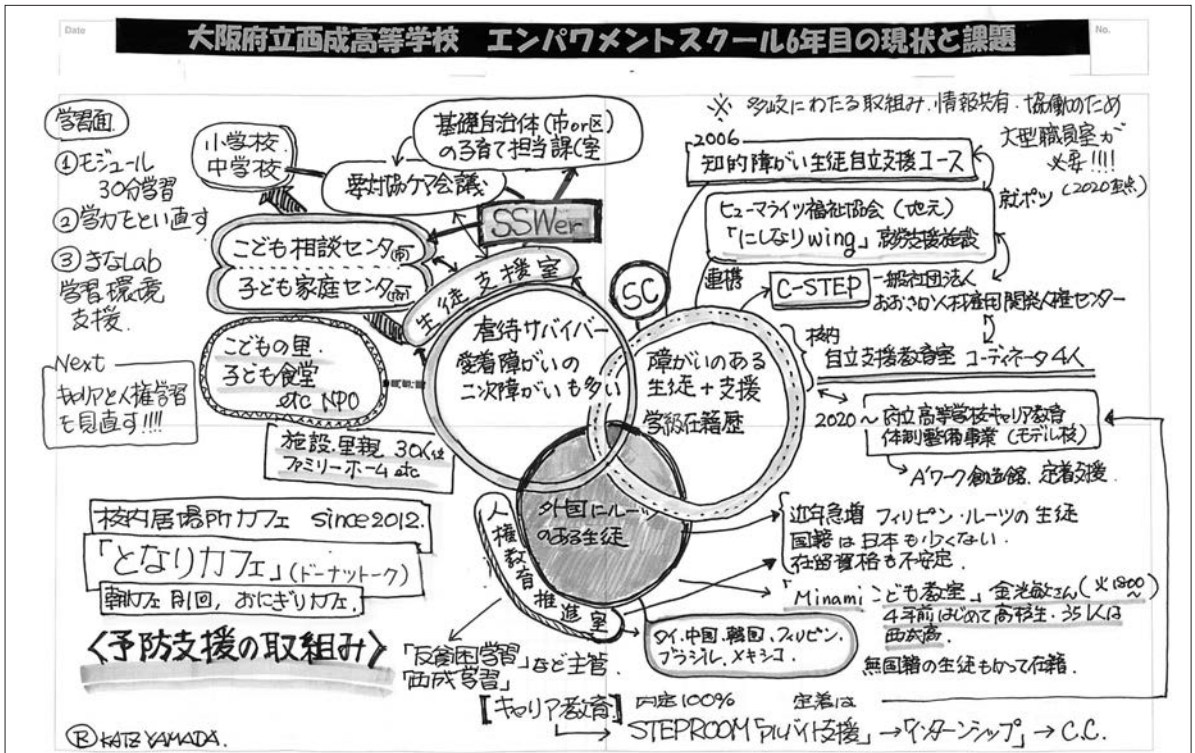 Date
No.
大阪府立西成高等学校 エンパワメントスクール6年目の現状と課題
学習面
①モジュール
30分学習
②学力をとい直す
③まなLab
学習環境
支援.
Next
キャリアと人権学習
を見直す!!!!
小学校.
中学校
基礎自治体(市or区)
の子育て担当課(室
要対協ケア会議
SSWer
こども相談センター(市)
子ども家庭センター(府)
生徒支援室
こどもの里.
子ども食堂
etc NPO
施設.里親 30人位
ファミリーホーム etc
虐待サバイバー
愛着障がいの
二次障がいも多い
SC
障がいのある
生徒+支援
学級在籍歴
外国にルーツ
のある生徒
人権教育推進室
※ 多岐にわたる取組み.情報共有.協働のため
大型職員室が
必要!!!!
(2020重点)
2006
知的障がい生徒自立支援コース
就ポツ
ヒューマライツ福祉協会(地元)
「にしなりwing」就労支援施設
連携
C-STEP
一般社団法人
おおさか人材雇用開発人権センター
校内
自立支援教育室 コーディネータ4人
2020〜
府立高等学校キャリア教育
体制整備事業(モデル校)
A'ワーク創造館. 定着支援.
近年急増 フィリピン・ルーツの生徒
国籍は日本も少くない.
在留資格も不安定.
「Minamiこども教室」金光敏さん(火1800〜)
4年前はじめて高校生.35人は
西成高.
無国籍の生徒もかつて在籍.
タイ.中国.韓国.フィリピン.
ブラジル.メキシコ.
校内居場所カフェ since2012.
「となりカフェ」(ドーナットトーク)
朝カフェ月1回, おにぎりカフェ.
〈予防支援の取組み〉
「反貧困学習」など主管
「西成学習」
【キャリア教育】 内定100% 定着は
STEPROOM「アルバイト支援」→「インターンシップ」→C.C.
Ⓡ KATZ YAMADA.